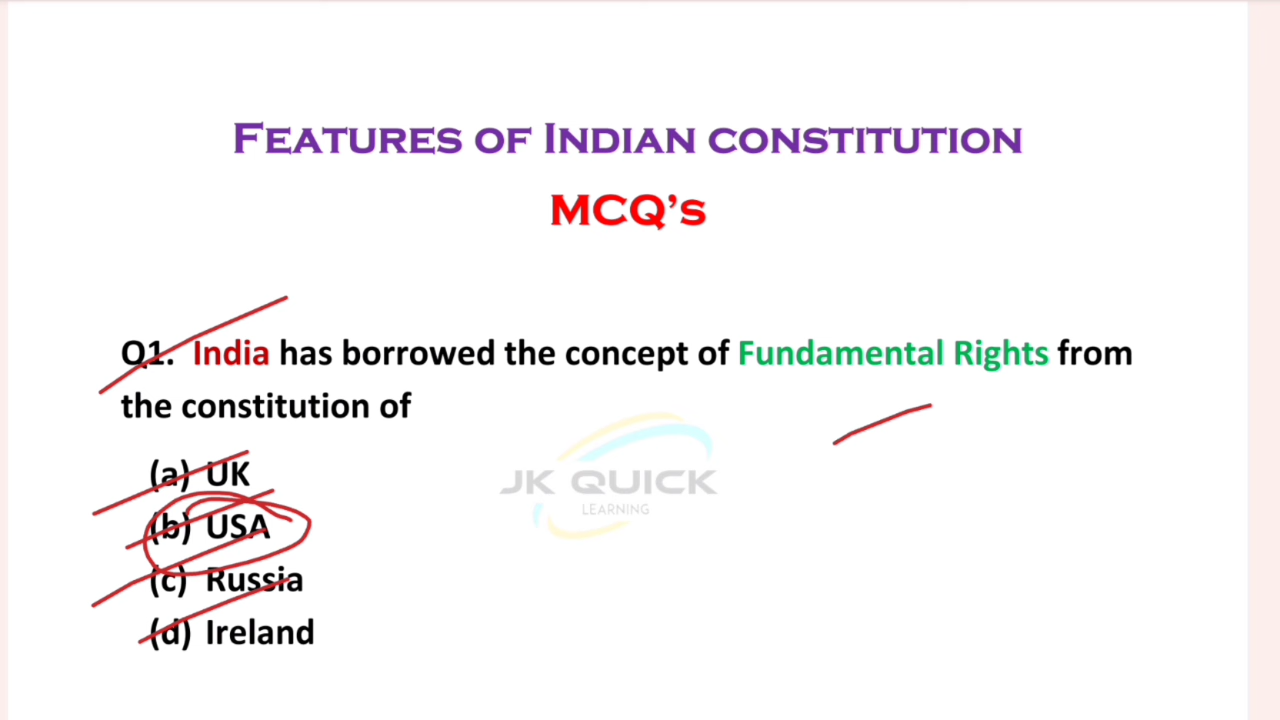 FEATURES OF INDIAN CONSTITUTION
MCQ’S
Q1. India has borrowed the concept of Fundamental Rights from
the constitution of
JK QUICK
LEARNING
(a) UK
(b) USA
(c) Russia
(d) Ireland